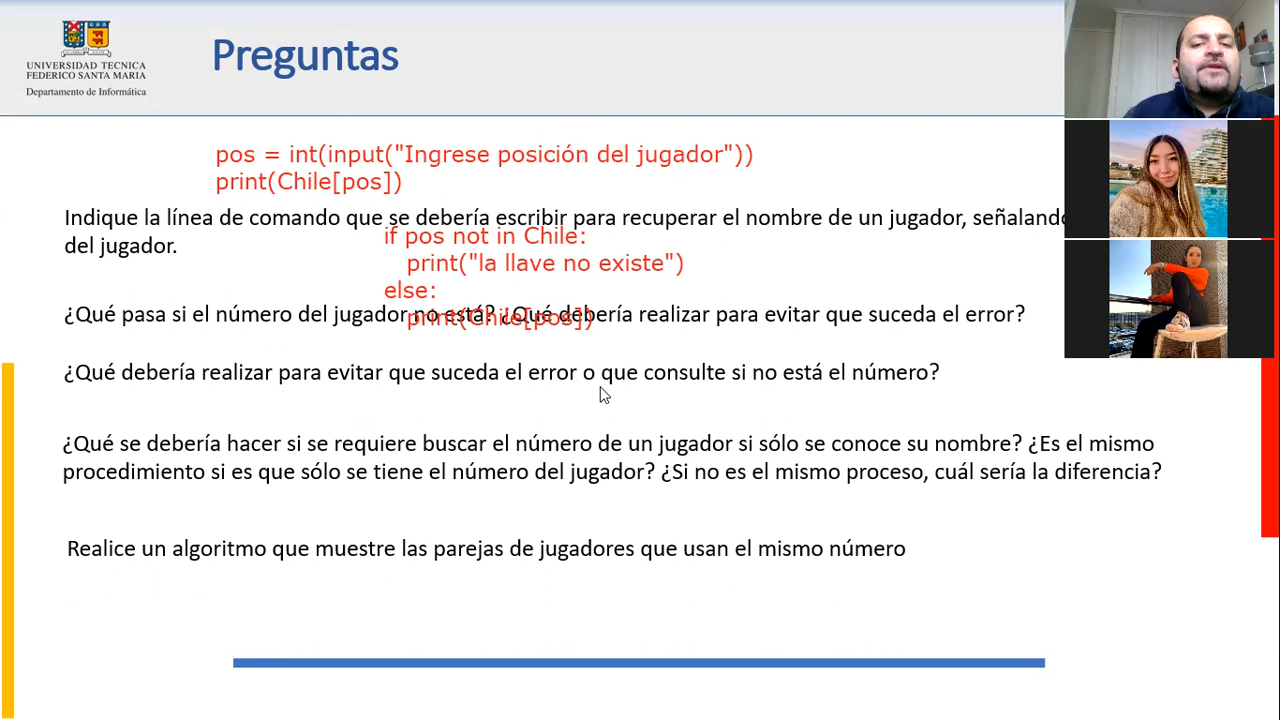 UNIVERSIDAD TECNICA
FEDERICO SANTA MARIA
Departamento de Informática
Preguntas
pos = int(input("Ingrese posición del jugador"))
print(Chile[pos])
Indique la línea de comando que se debería escribir para recuperar el nombre de un jugador, señalando
del jugador.
if pos not in Chile:
print("la llave no existe")
else:
print(Chile[pos])
¿Qué pasa si el número del jugador no está? ¿Qué debería realizar para evitar que suceda el error?
¿Qué debería realizar para evitar que suceda el error o que consulte si no está el número?
¿Qué se debería hacer si se requiere buscar el número de un jugador si sólo se conoce su nombre? ¿Es el mismo
procedimiento si es que sólo se tiene el número del jugador? ¿Si no es el mismo proceso, cuál sería la diferencia?
Realice un algoritmo que muestre las parejas de jugadores que usan el mismo número